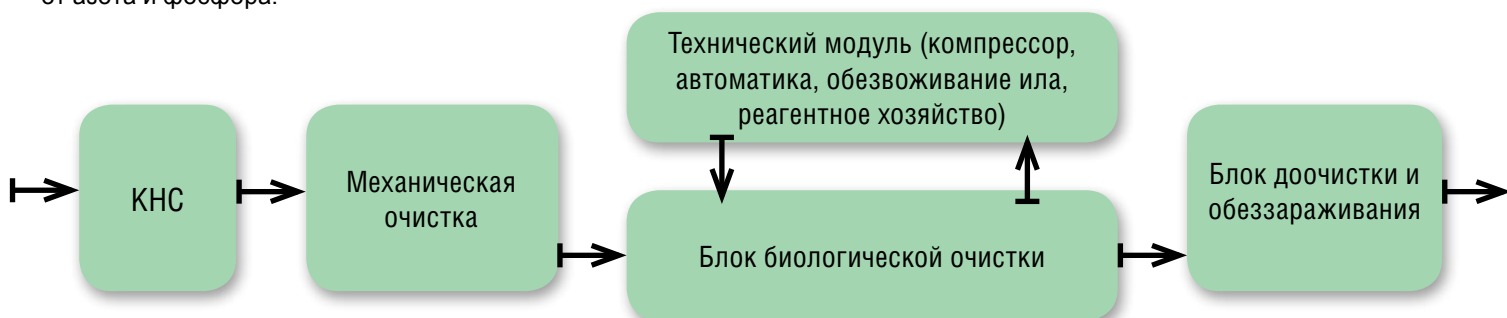 от азота и фосфора.
Технический модуль (компрессор,
автоматика, обезвоживание ила,
реагентное хозяйство)
КНС
Механическая
очистка
Блок биологической очистки
Блок доочистки и
обеззараживания